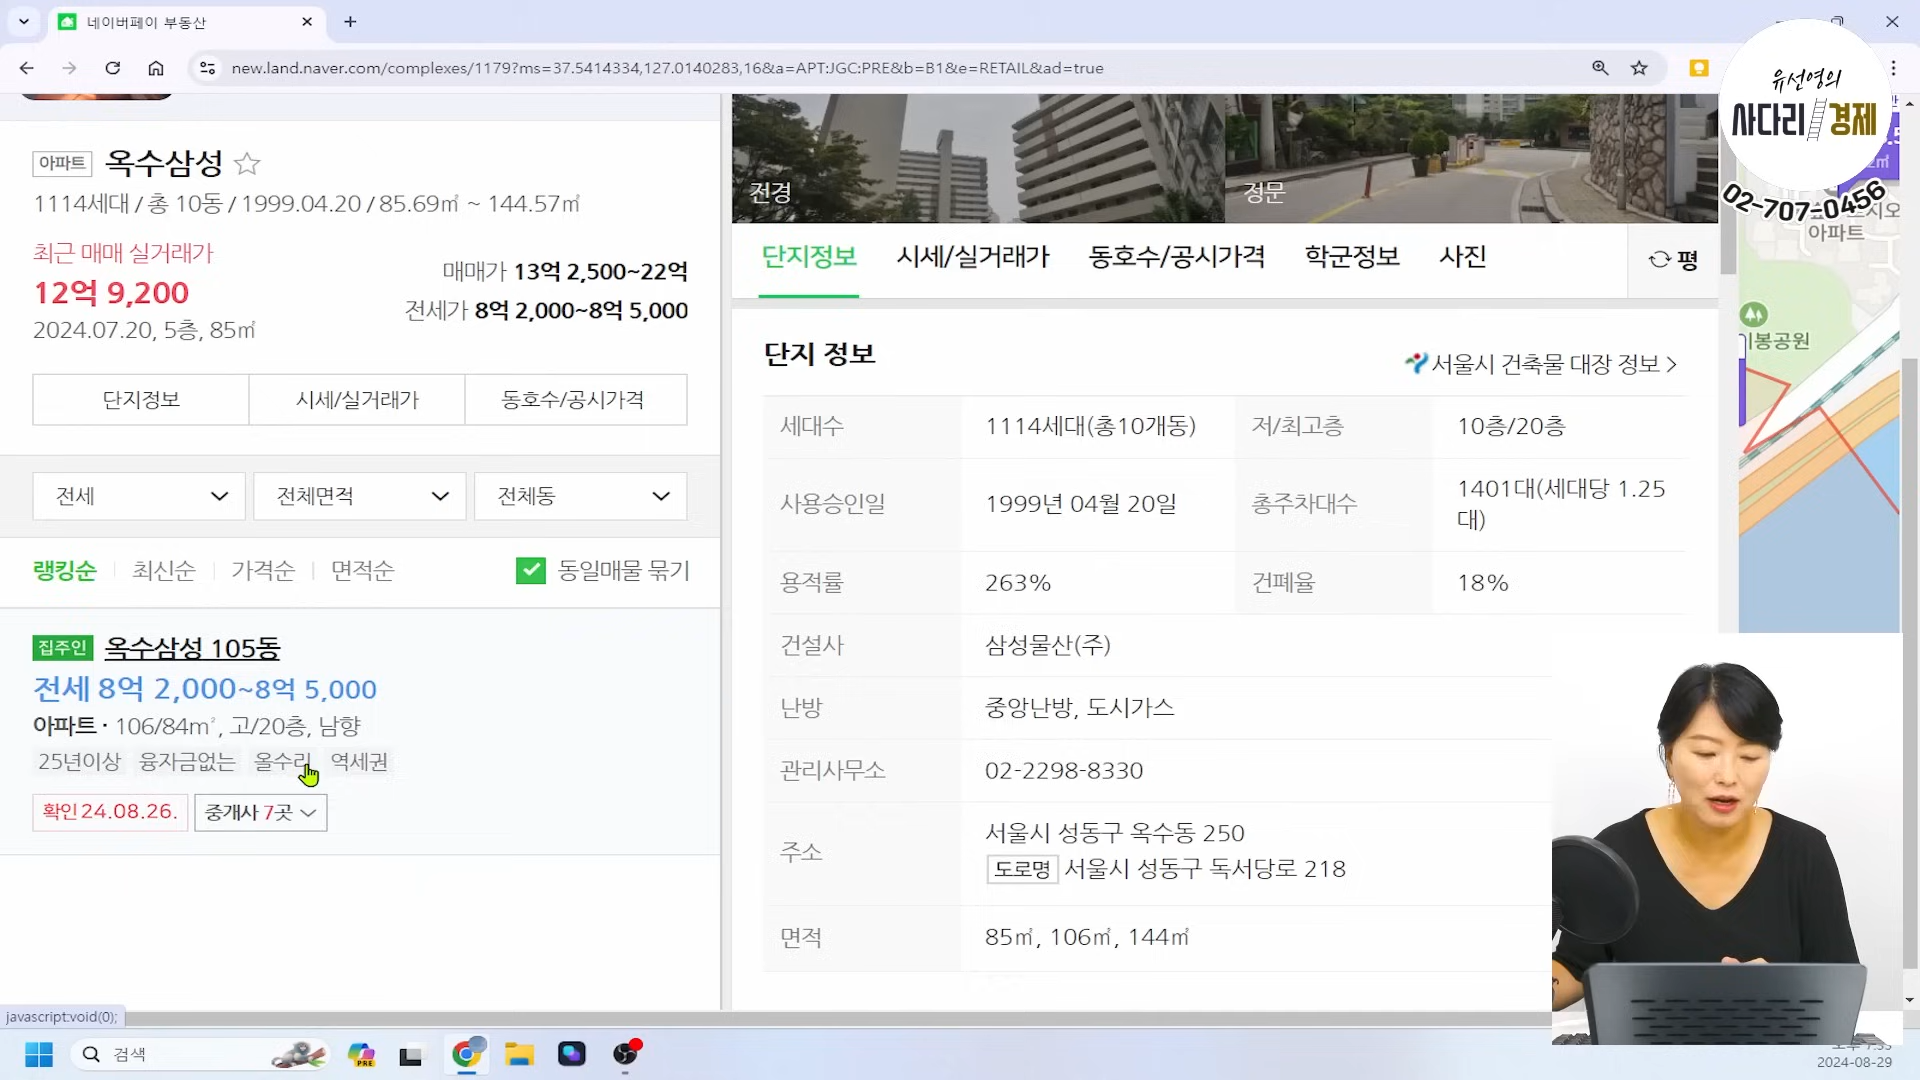 네이버페이 부동산
new.land.naver.com/complexes/1179?ms=37.5414334,127.0140283,16&a=APT:JGC:PRE&b=B1&e=RETAIL&ad=true
유선영의
사다리 경제
02-707-0456
아파트 옥수삼성
1114세대 / 총 10동 / 1999.04.20 / 85.69㎡ ~ 144.57㎡
최근 매매 실거래가
12억 9,200
2024.07.20, 5층, 85㎡
매매가 13억 2,500~22억
전세가 8억 2,000~8억 5,000
단지정보 시세/실거래가 동호수/공시가격
전세 전체면적 전체동
랭킹순 최신순 가격순 면적순 동일매물 묶기
집주인 옥수삼성 105동
전세 8억 2,000~8억 5,000
아파트 · 106/84m², 고/20층, 남향
25년이상 융자금없는 올수리 역세권
확인 24.08.26. 중개사 7곳
전경
정문
단지정보 시세/실거래가 동호수/공시가격 학군정보 사진
평
단지 정보
서울시 건축물 대장 정보 >
세대수 1114세대(총10개동) 저/최고층 10층/20층
사용승인일 1999년 04월 20일 총주차대수 1401대(세대당 1.25
대)
용적률 263% 건폐율 18%
건설사 삼성물산(주)
난방 중앙난방, 도시가스
관리사무소 02-2298-8330
주소 서울시 성동구 옥수동 250
도로명 서울시 성동구 독서당로 218
면적 85㎡, 106㎡, 144㎡
아파트
봉공원
javascript:void(0);
검색
PRE
2024-08-29